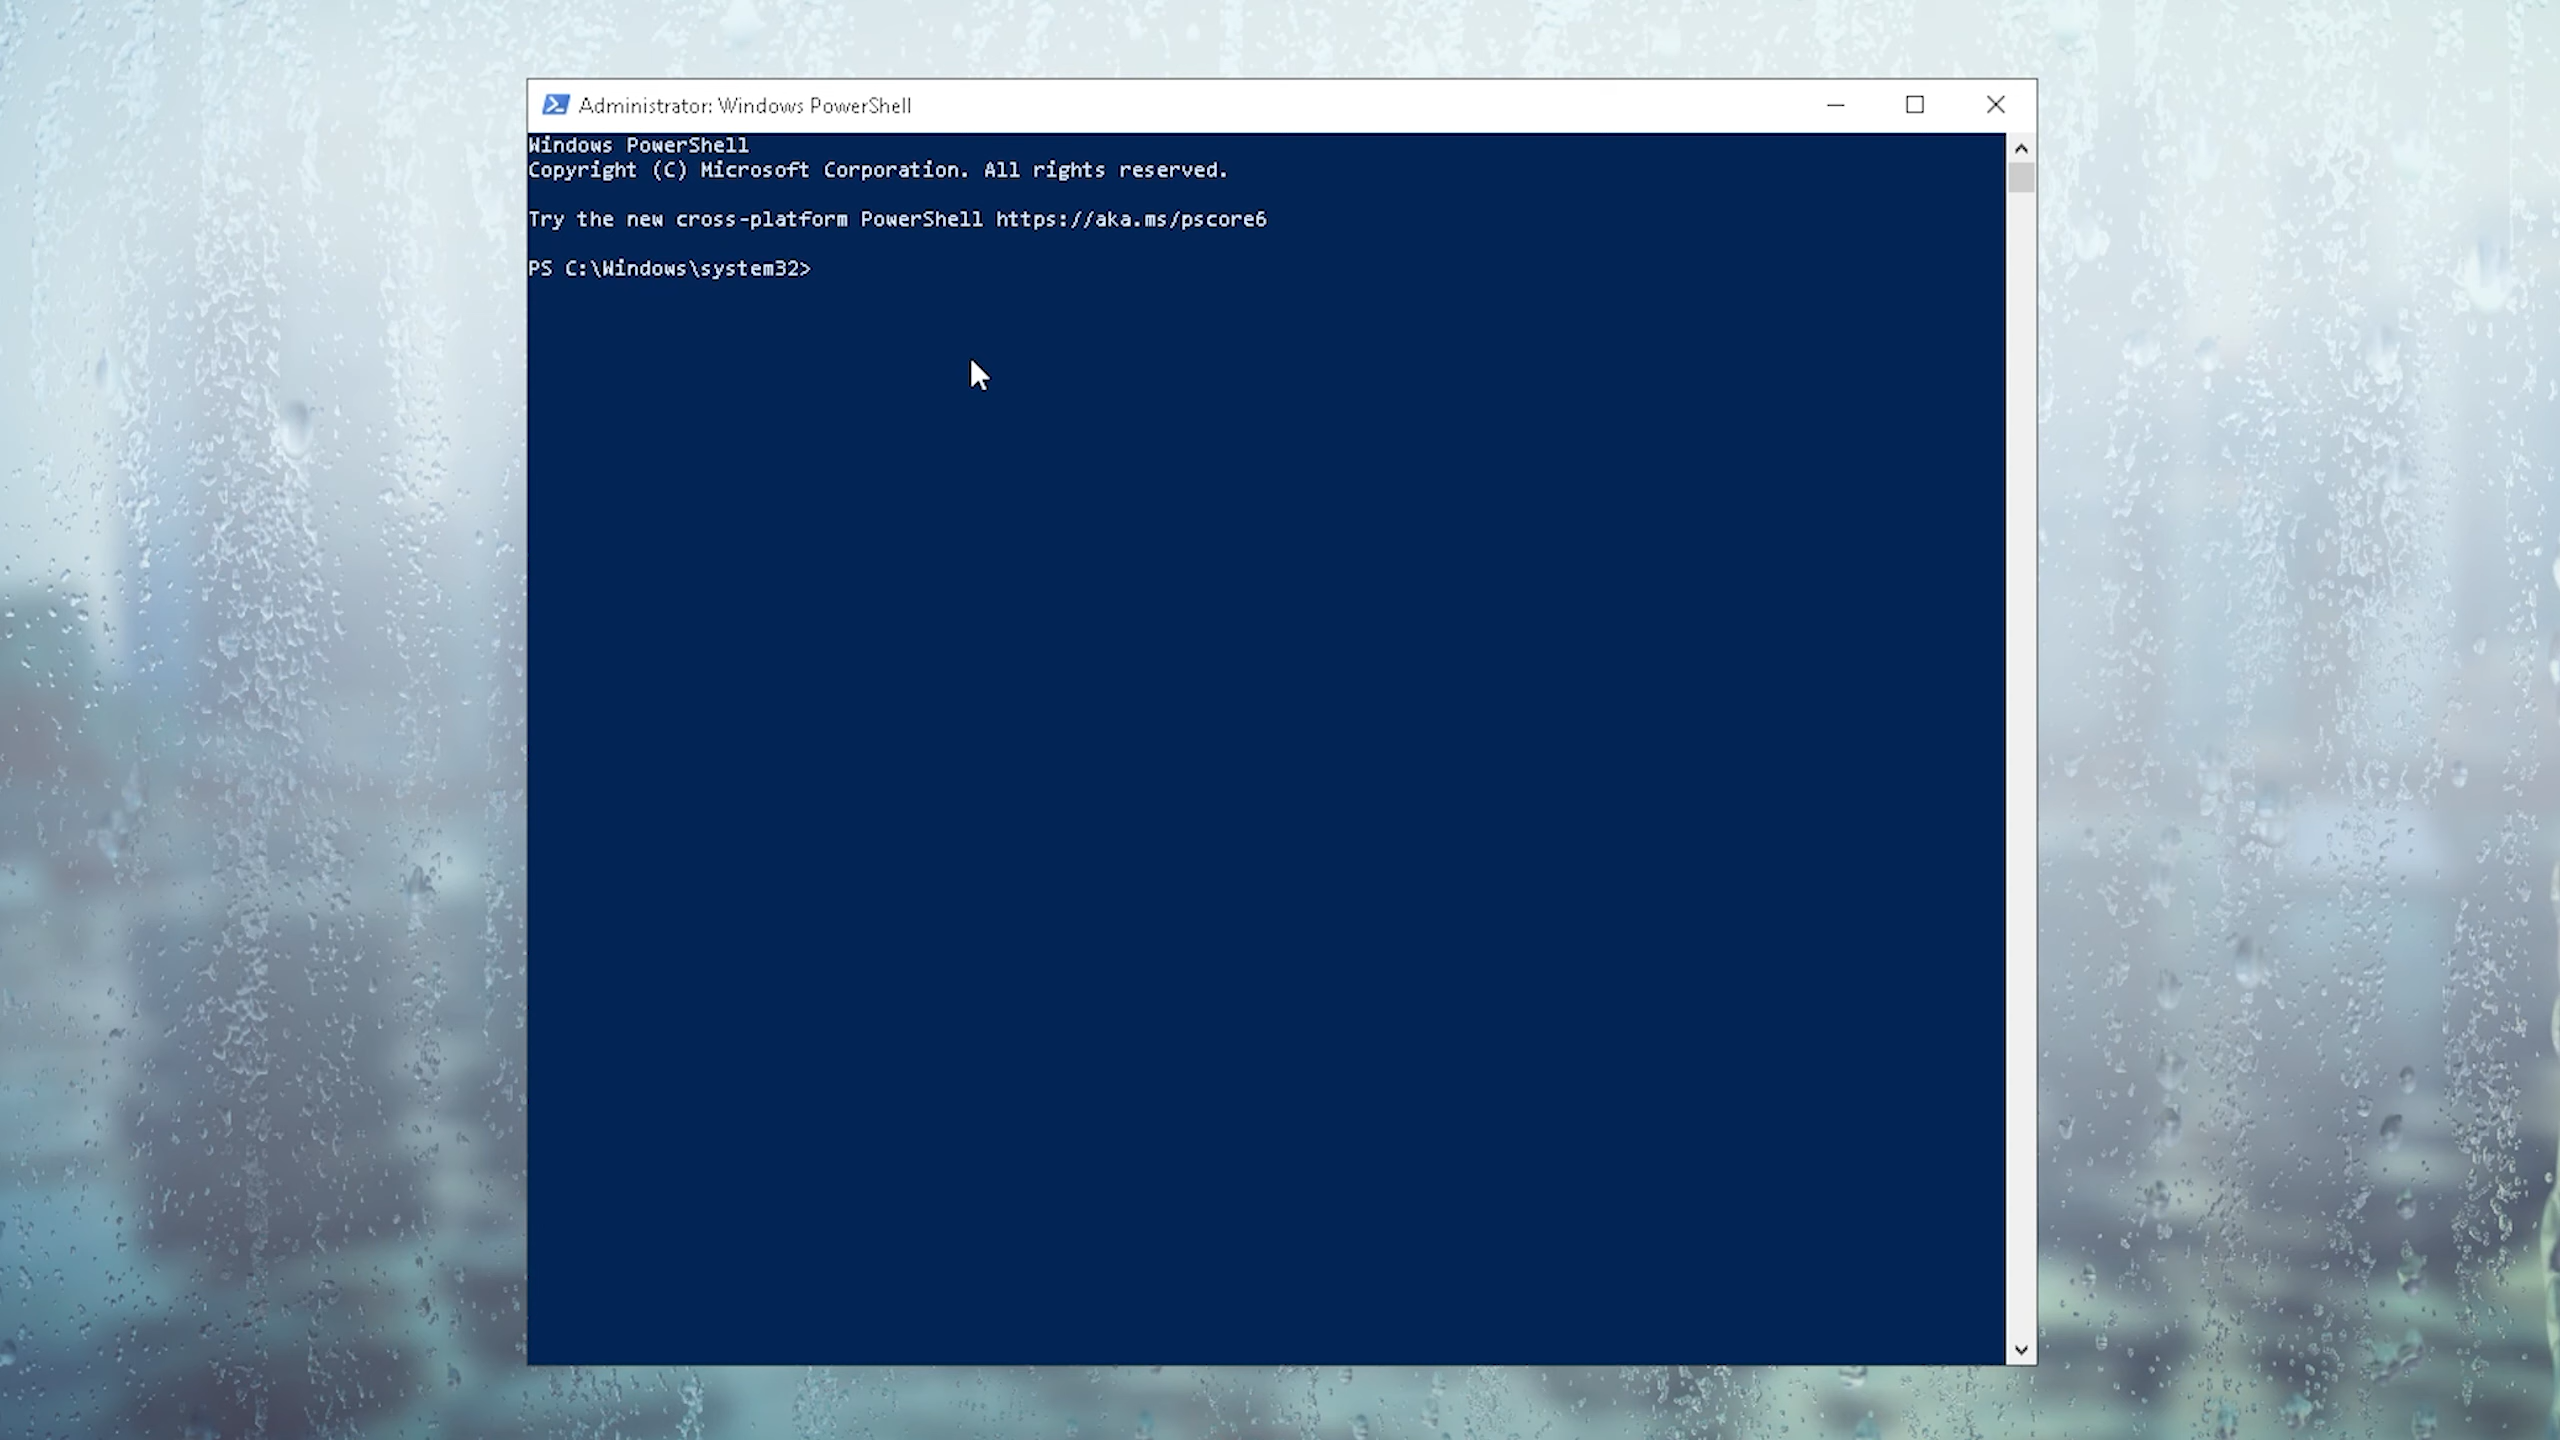 Administrator: Windows PowerShell
Windows PowerShell
Copyright (C) Microsoft Corporation. All rights reserved.
Try the new cross-platform PowerShell https://aka.ms/pscore6
PS C:\Windows\system32>